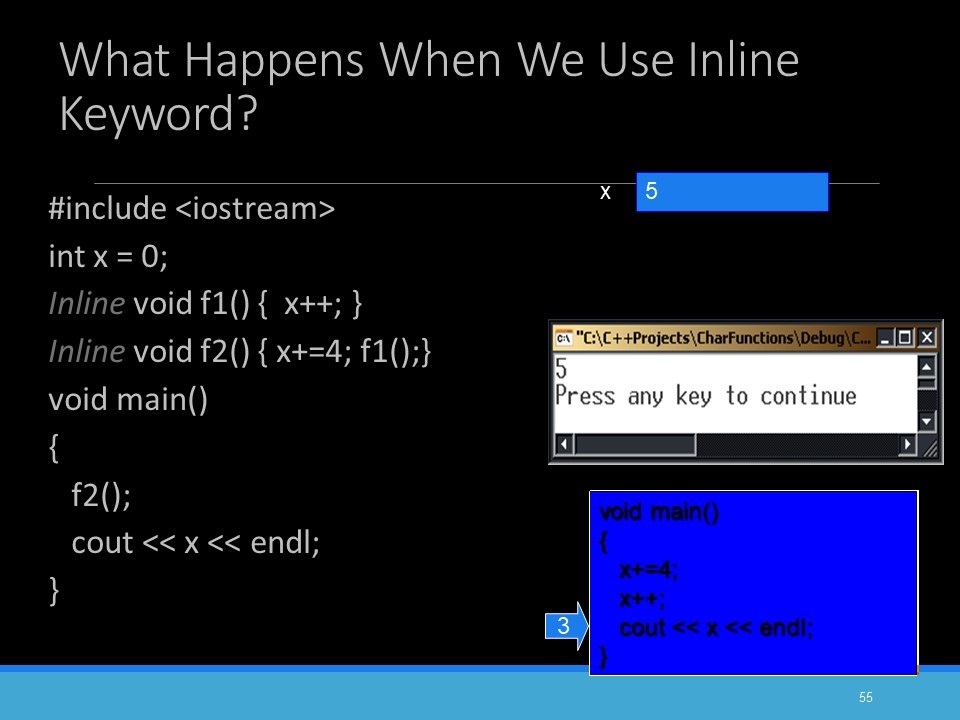 What Happens When We Use Inline
Keyword?
x 5
#include <iostream>
int x = 0;
Inline void f1() {  x++; }
Inline void f2() { x+=4; f1();}
void main()
{
f2();
cout << x << endl;
}
"C:\C++Projects\CharFunctions\Debug\C...
5
Press any key to continue
void main()
{
x+=4;
x++;
3 cout << x << endl;
}
55